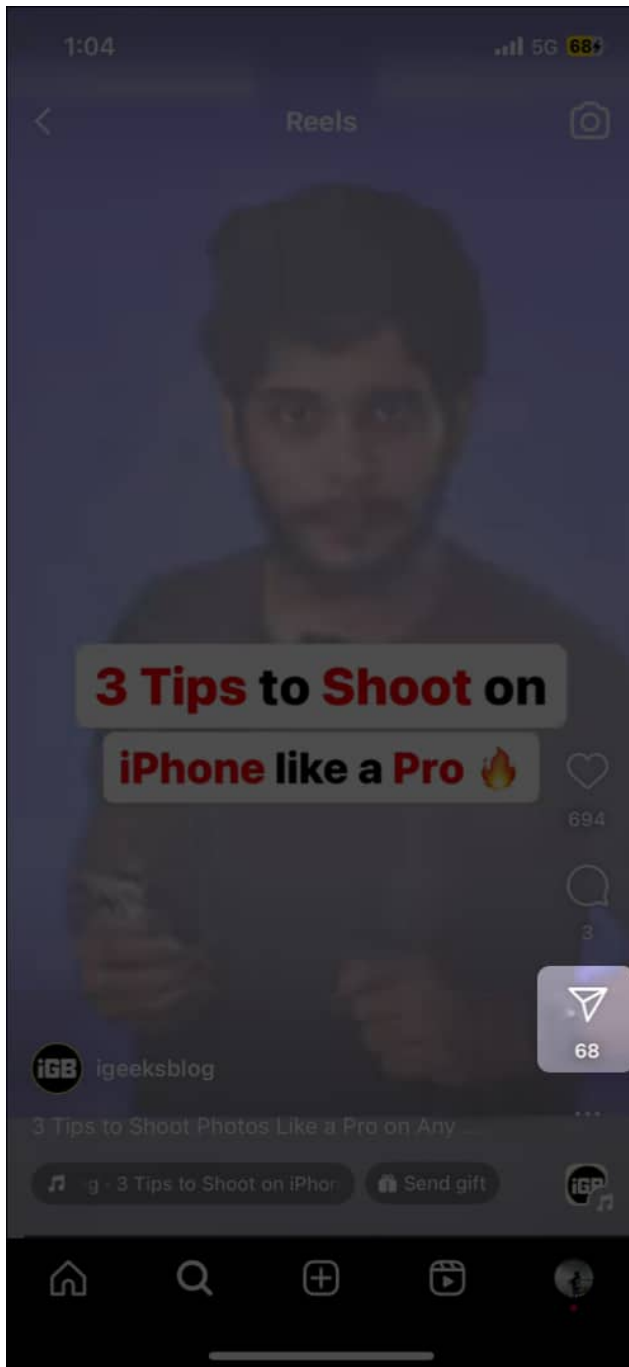 1:04
5G 68
Reels
3 Tips to Shoot on
iPhone like a Pro 🔥
694
3
68
iGB igeeksblog
3 Tips to Shoot Photos Like a Pro on Any ...
g · 3 Tips to Shoot on iPhon
Send gift
iGB